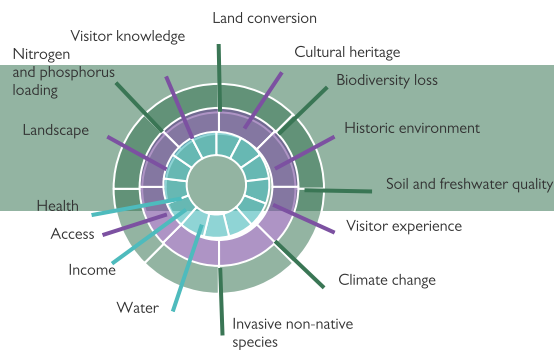 Land conversion
Visitor knowledge
Cultural heritage
Nitrogen
and phosphorus
loading
Biodiversity loss
Landscape
Historic environment
Soil and freshwater quality
Health
Access
Visitor experience
Income
Climate change
Water
Invasive non-native
species